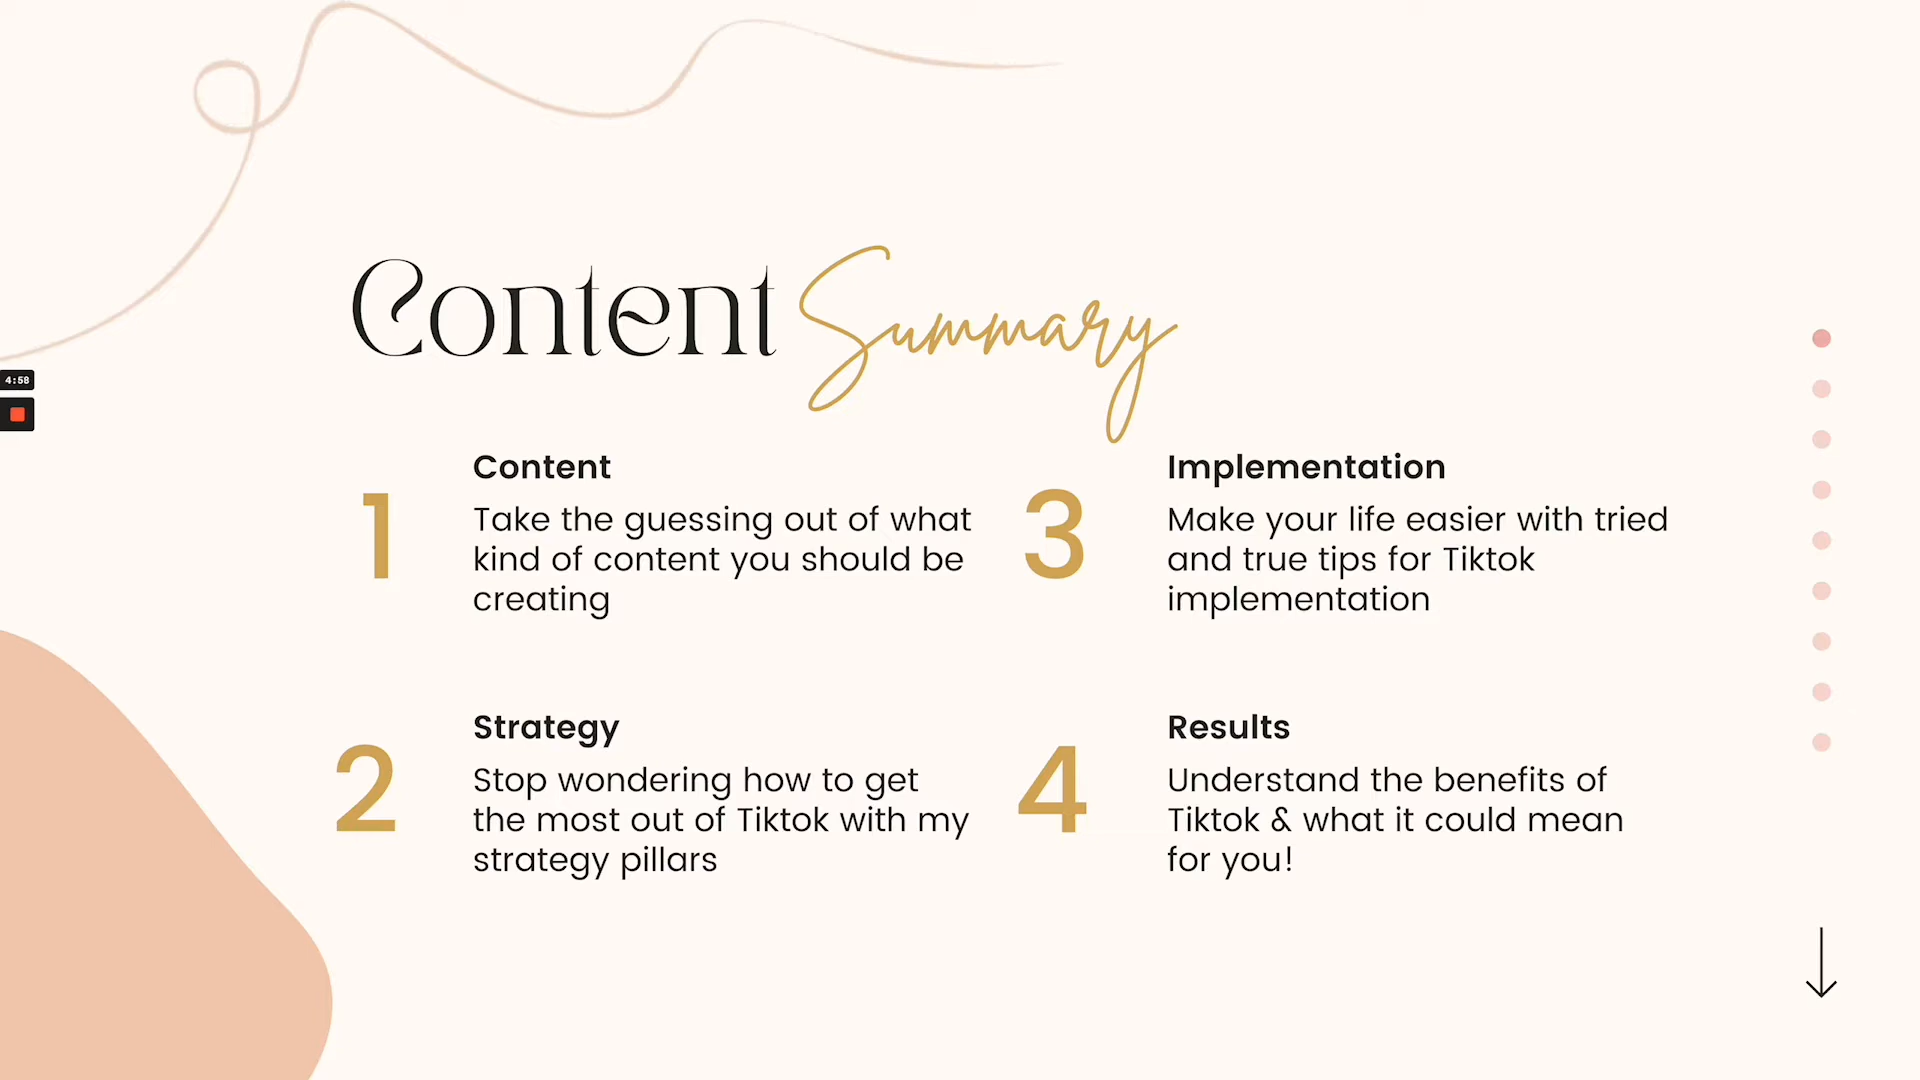 Content Summary
4:58
1
Content
Take the guessing out of what
kind of content you should be
creating
2
Strategy
Stop wondering how to get
the most out of Tiktok with my
strategy pillars
3
Implementation
Make your life easier with tried
and true tips for Tiktok
implementation
4
Results
Understand the benefits of
Tiktok & what it could mean
for you!